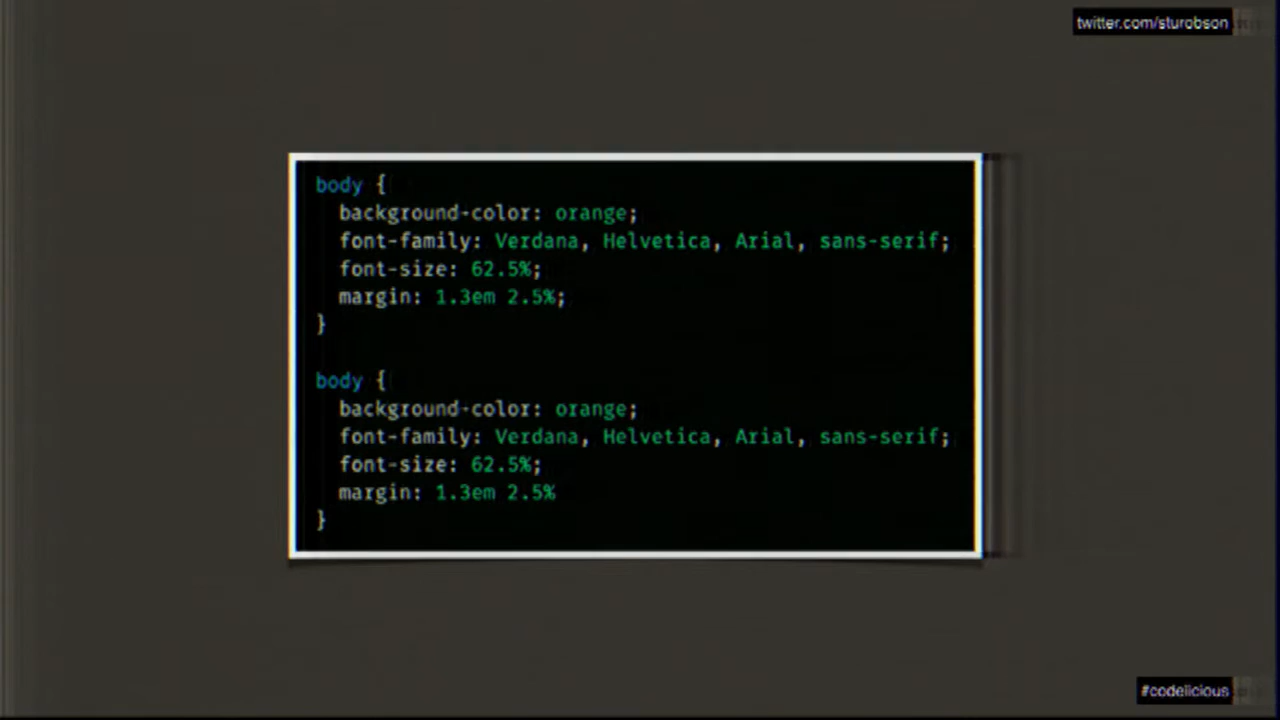 twitter.com/sturobson
body {
  background-color: orange;
  font-family: Verdana, Helvetica, Arial, sans-serif;
  font-size: 62.5%;
  margin: 1.3em 2.5%;
}
body {
  background-color: orange;
  font-family: Verdana, Helvetica, Arial, sans-serif;
  font-size: 62.5%;
  margin: 1.3em 2.5%
}
#codelicious